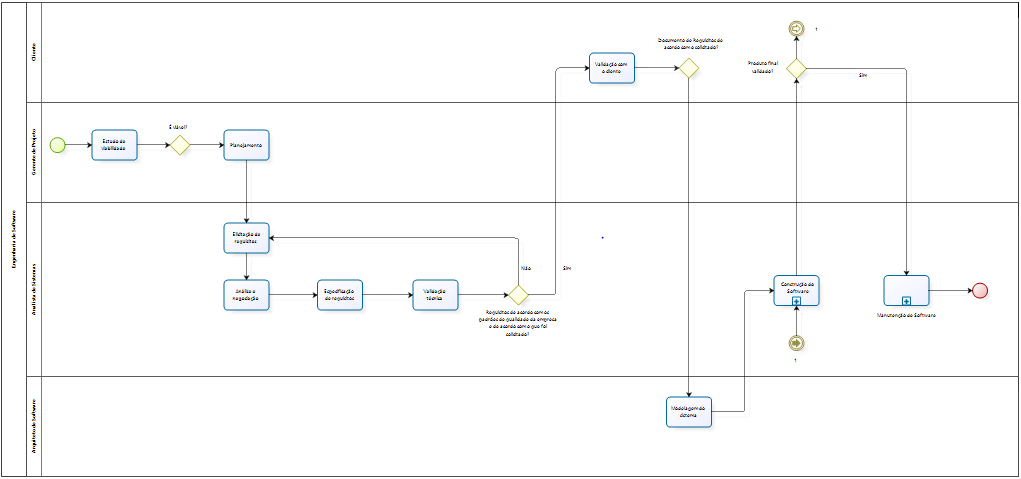 Engenharia de Software
Cliente
Gerente de Projeto
Analista de Sistemas
Arquiteto de Software
Validação com
o cliente
Documento de Requisitos de
acordo com o solicitado?
Produto final
validado?
1
Sim
Estudo de
viabilidade
É viável?
Planejamento
Elicitação de
requisitos
Análise e
negociação
Especificação
de requisitos
Validação
técnica
Não
Sim
Requisitos de acordo com os
padrões de qualidade da empresa
e de acordo com o que foi
solicitado?
Construção do
Software
1
Manutenção do Software
Modelagem do
sistema